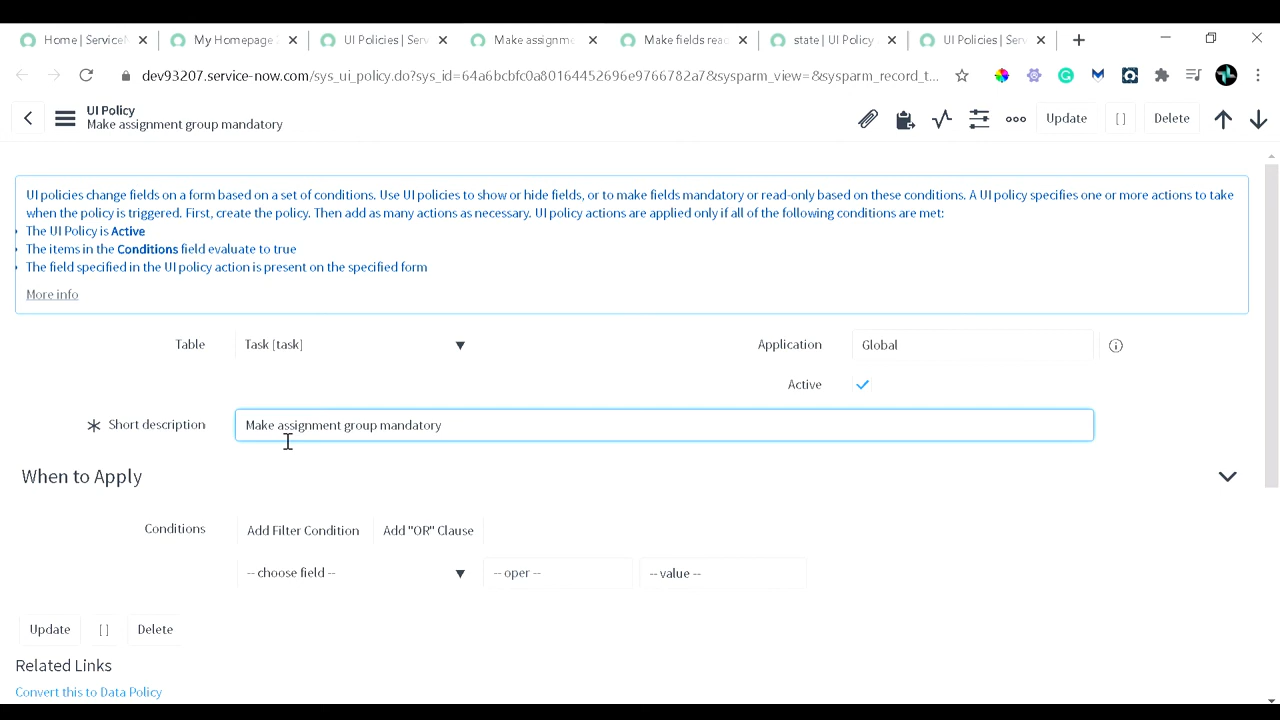 Home | ServiceN
My Homepage
UI Policies | Serv
Make assignme
Make fields read
state | UI Policy
UI Policies | Serv
dev93207.service-now.com/sys_ui_policy.do?sys_id=64a6brcbfc0a80164452696e9766782a7&sysparm_view=&sysparm_record_t...
UI Policy
Make assignment group mandatory
Update
[ ]
Delete
UI policies change fields on a form based on a set of conditions. Use UI policies to show or hide fields, or to make fields mandatory or read-only based on these conditions. A UI policy specifies one or more actions to take
when the policy is triggered. First, create the policy. Then add as many actions as necessary. UI policy actions are applied only if all of the following conditions are met:
The UI Policy is Active
The items in the Conditions field evaluate to true
The field specified in the UI policy action is present on the specified form
More info
Table
Task [task]
Application
Global
Active
Short description
Make assignment group mandatory
When to Apply
Conditions
Add Filter Condition
Add "OR" Clause
-- choose field --
-- oper --
-- value --
Update
[ ]
Delete
Related Links
Convert this to Data Policy